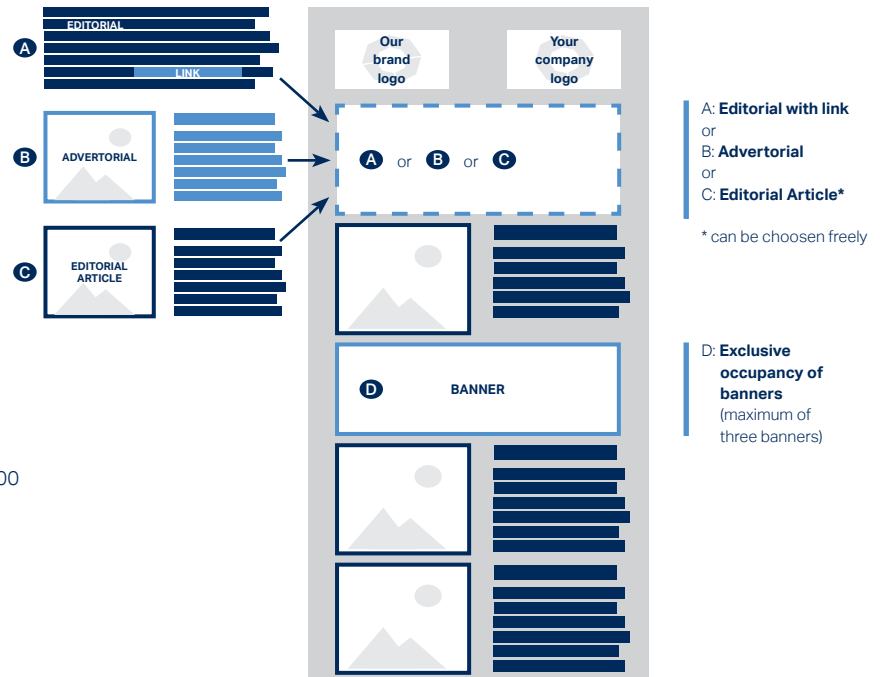 A
EDITORIAL
LINK
B
ADVERTORIAL
C
EDITORIAL
ARTICLE
00
Our
brand
logo
Your
company
logo
A or B or C
D BANNER
A: Editorial with link
or
B: Advertorial
or
C: Editorial Article*
* can be choosen freely
D: Exclusive
occupancy of
banners
(maximum of
three banners)